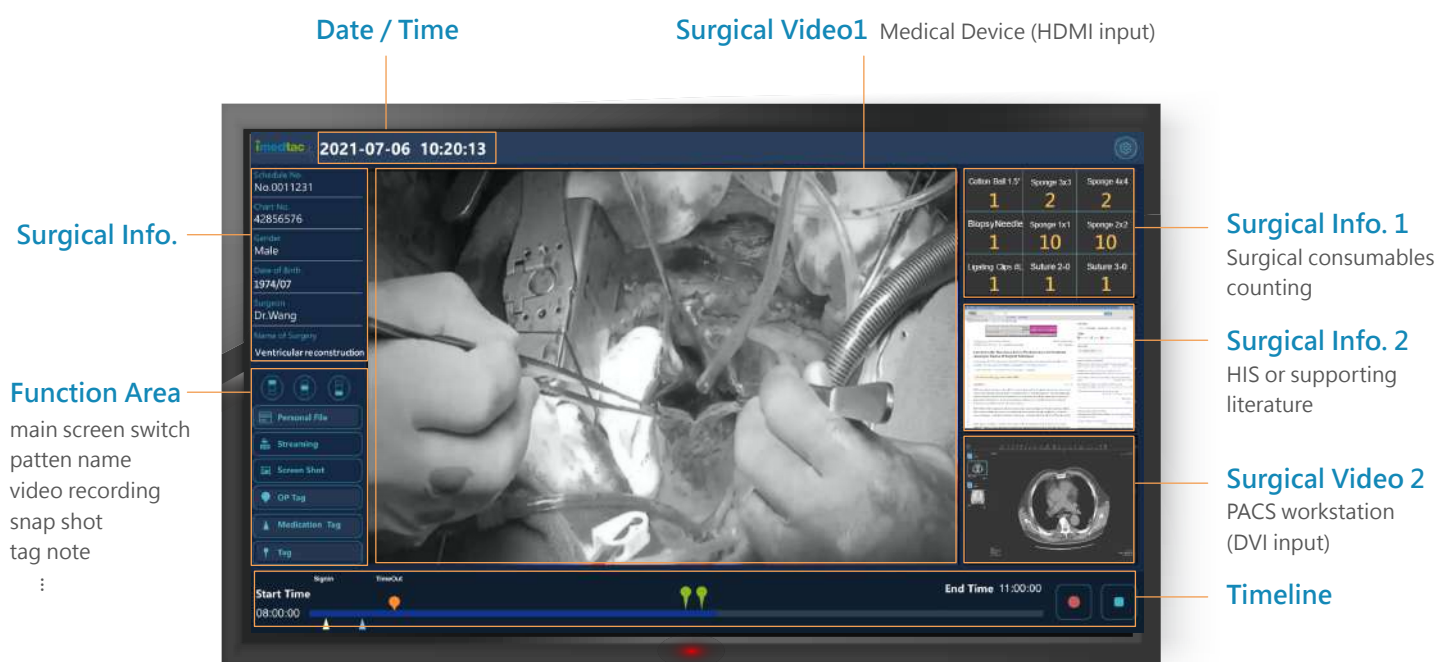 Date / Time
Surgical Video1 Medical Device (HDMI input)
imedtac
2021-07-06 10:20:13
Schedule No
No.0011231
Chart No.
42856576
Gender
Male
Date of Birth
1974/07
Surgeon
Dr.Wang
Name of Surgery
Ventricular reconstruction
Surgical Info.
Function Area
main screen switch
patten name
video recording
snap shot
tag note
⋮
Personal File
Streaming
Screen Shot
OP Tag
Medication Tag
Tag
Cotton Ball 1.5" Sponge 3x3 Sponge 4x4
1 2 2
Biopsy Needle Sponge 1x1 Sponge 2x2
1 10 10
Ligating Clips Suture 2-0 Suture 3-0
1 1 1
Surgical Info. 1
Surgical consumables
counting
Surgical Info. 2
HIS or supporting
literature
Surgical Video 2
PACS workstation
(DVI input)
Timeline
SignIn TimeOut
Start Time
08:00:00
End Time 11:00:00